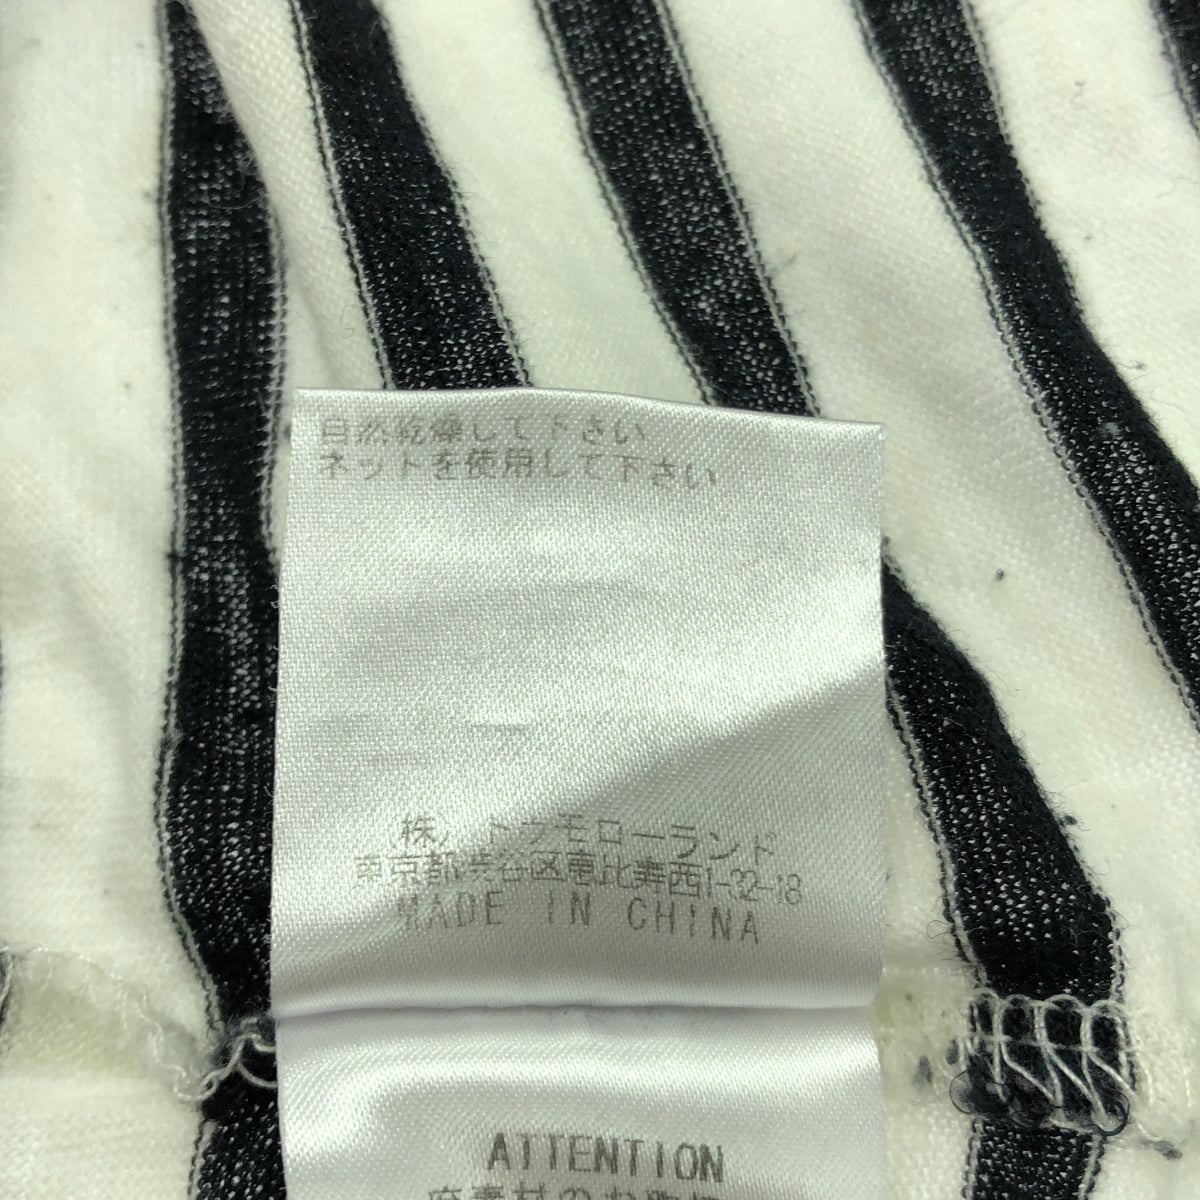 自然乾燥して下さい
ネットを使用して下さい
株）トゥモローランド
東京都渋谷区恵比寿西1-32-18
MADE IN CHINA
ATTENTION